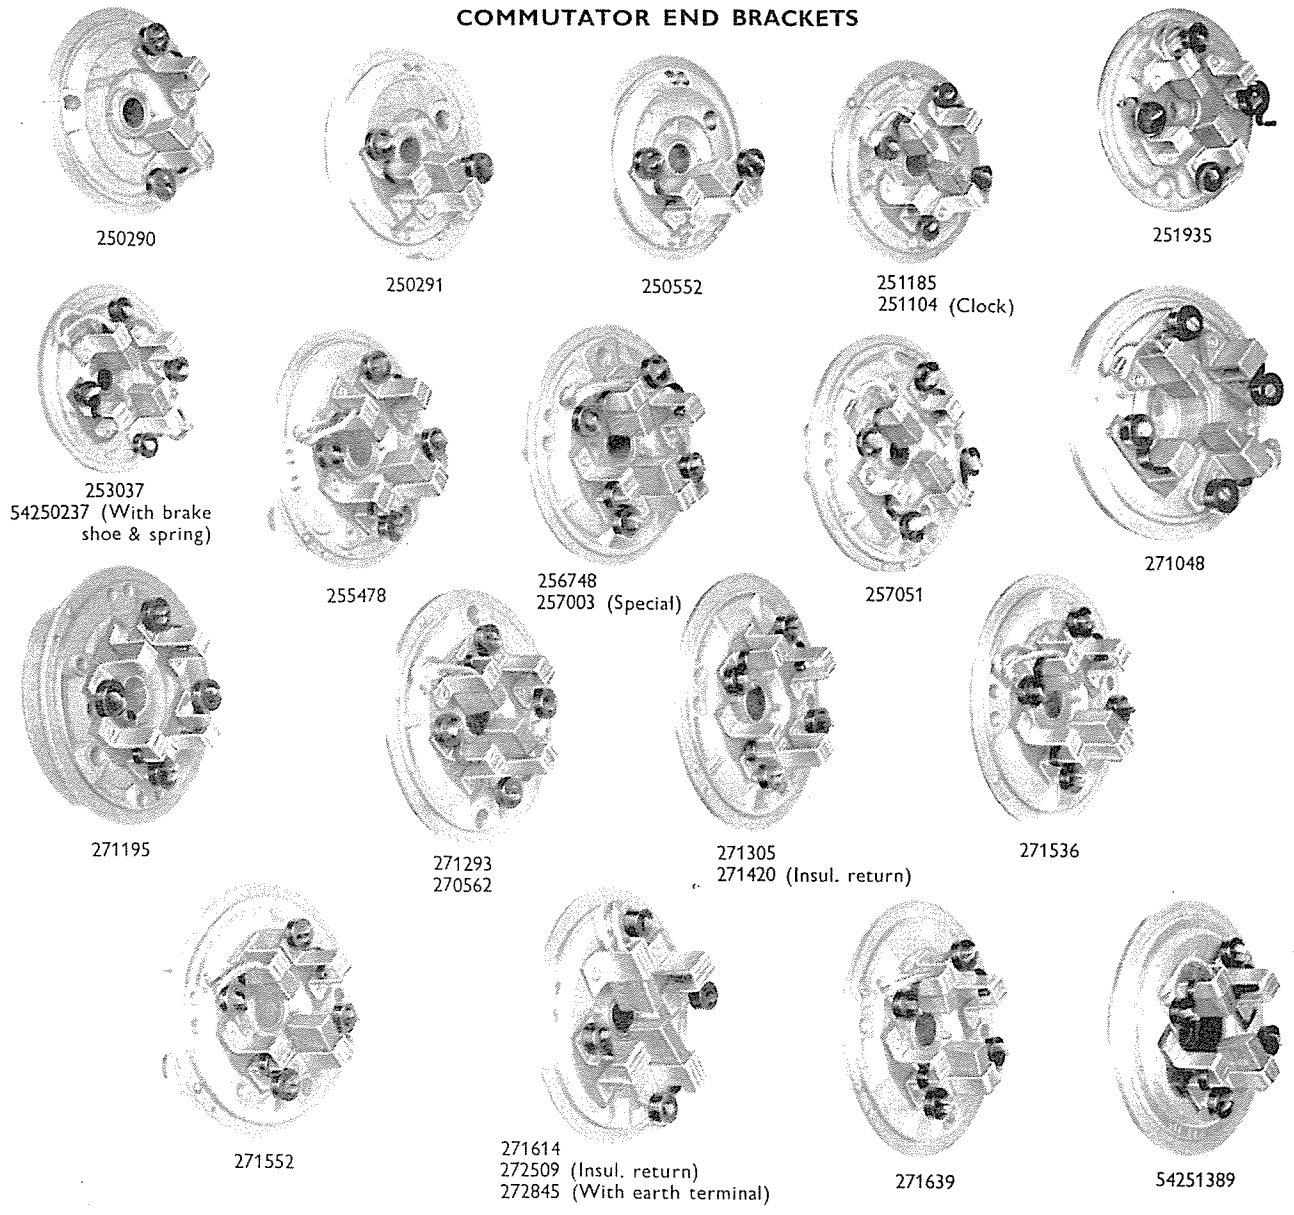 COMMUTATOR END BRACKETS
250290
250291
250552
251185
251104 (Clock)
251935
253037
54250237 (With brake
shoe & spring)
255478
256748
257003 (Special)
257051
271048
271195
271293
270562
271305
271420 (Insul. return)
271536
271552
271614
272509 (Insul. return)
272845 (With earth terminal)
271639
54251389